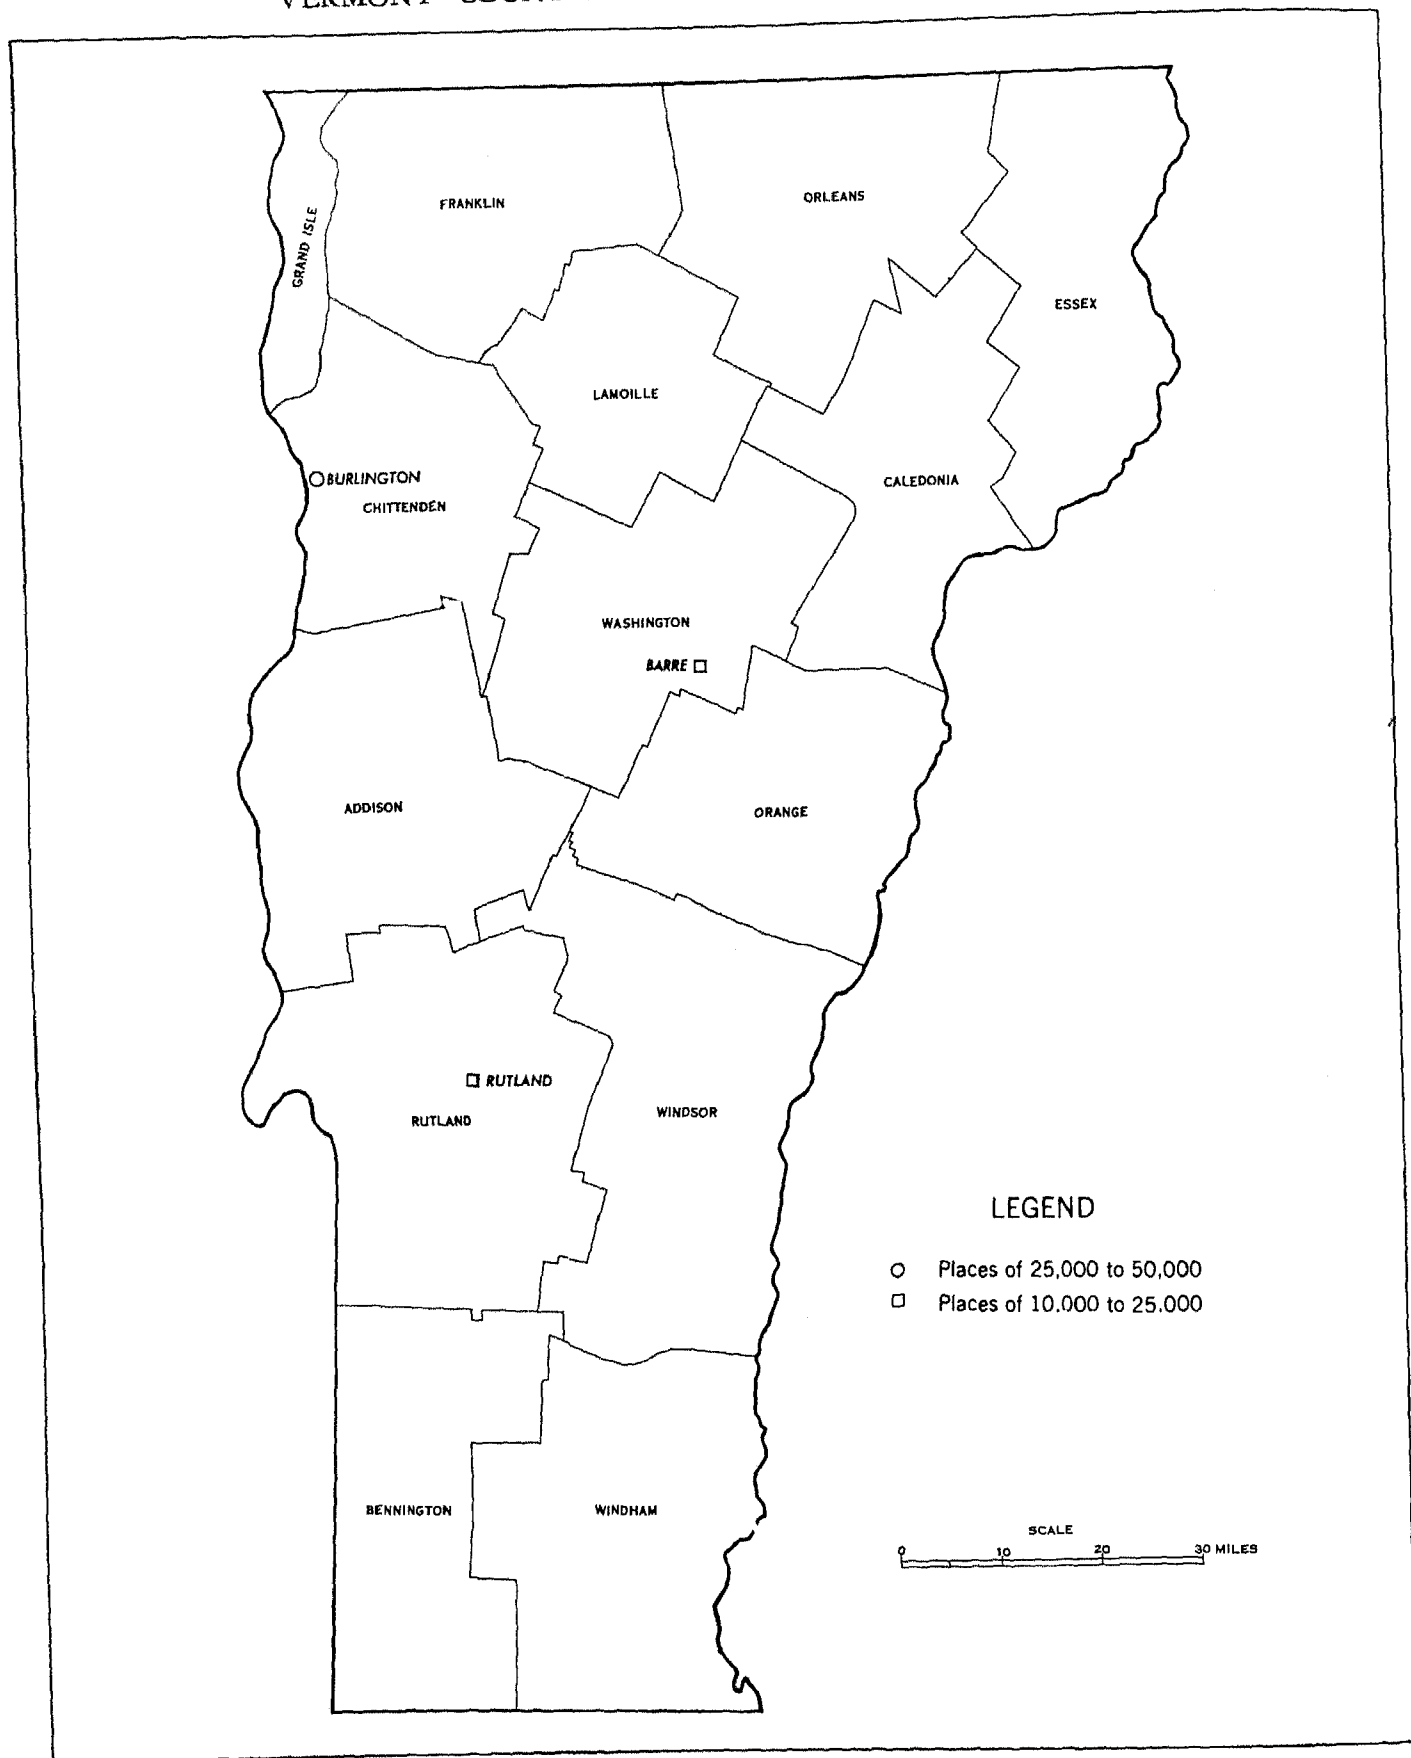 VERMONT
FRANKLIN
ORLEANS
GRAND ISLE
ESSEX
LAMOILLE
BURLINGTON
CHITTENDEN
CALEDONIA
WASHINGTON
BARRE
ADDISON
ORANGE
RUTLAND
RUTLAND
WINDSOR
LEGEND
Places of 25,000 to 50,000
Places of 10.000 to 25.000
BENNINGTON
WINDHAM
SCALE
0 10 20 30 MILES